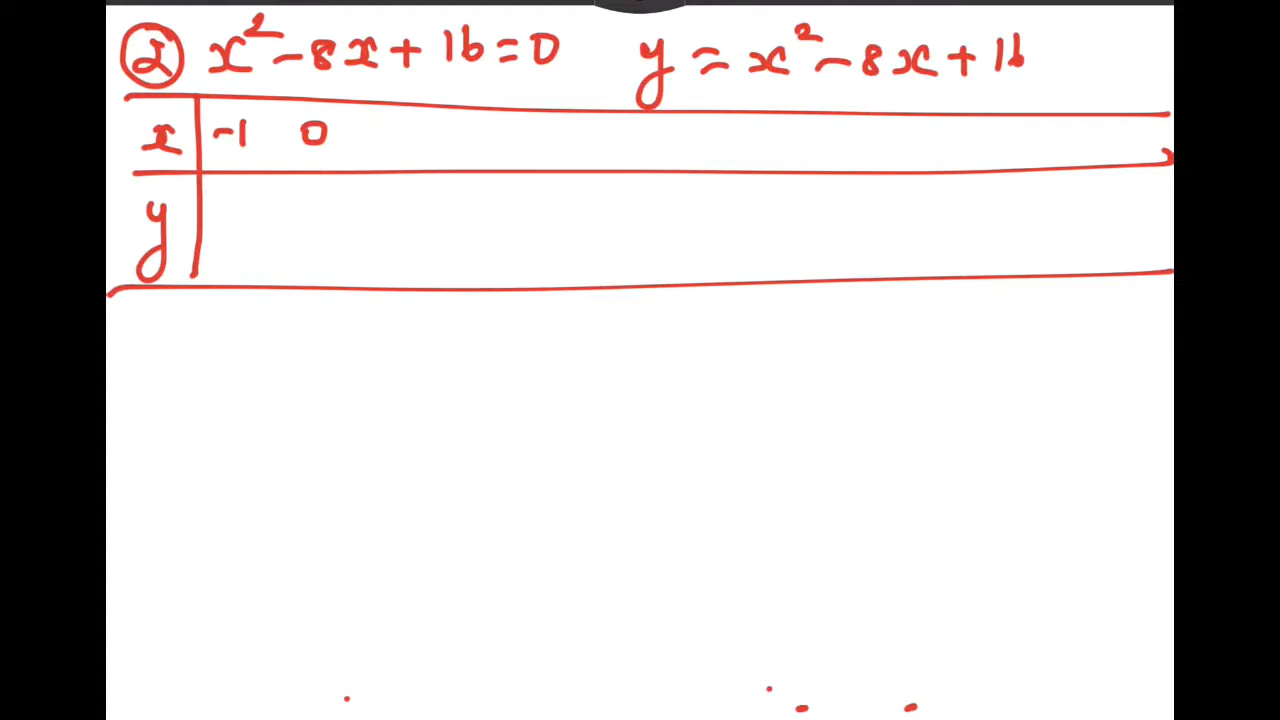 ② x² - 8x + 16 = 0 y = x² - 8x + 16
x -1 0
y